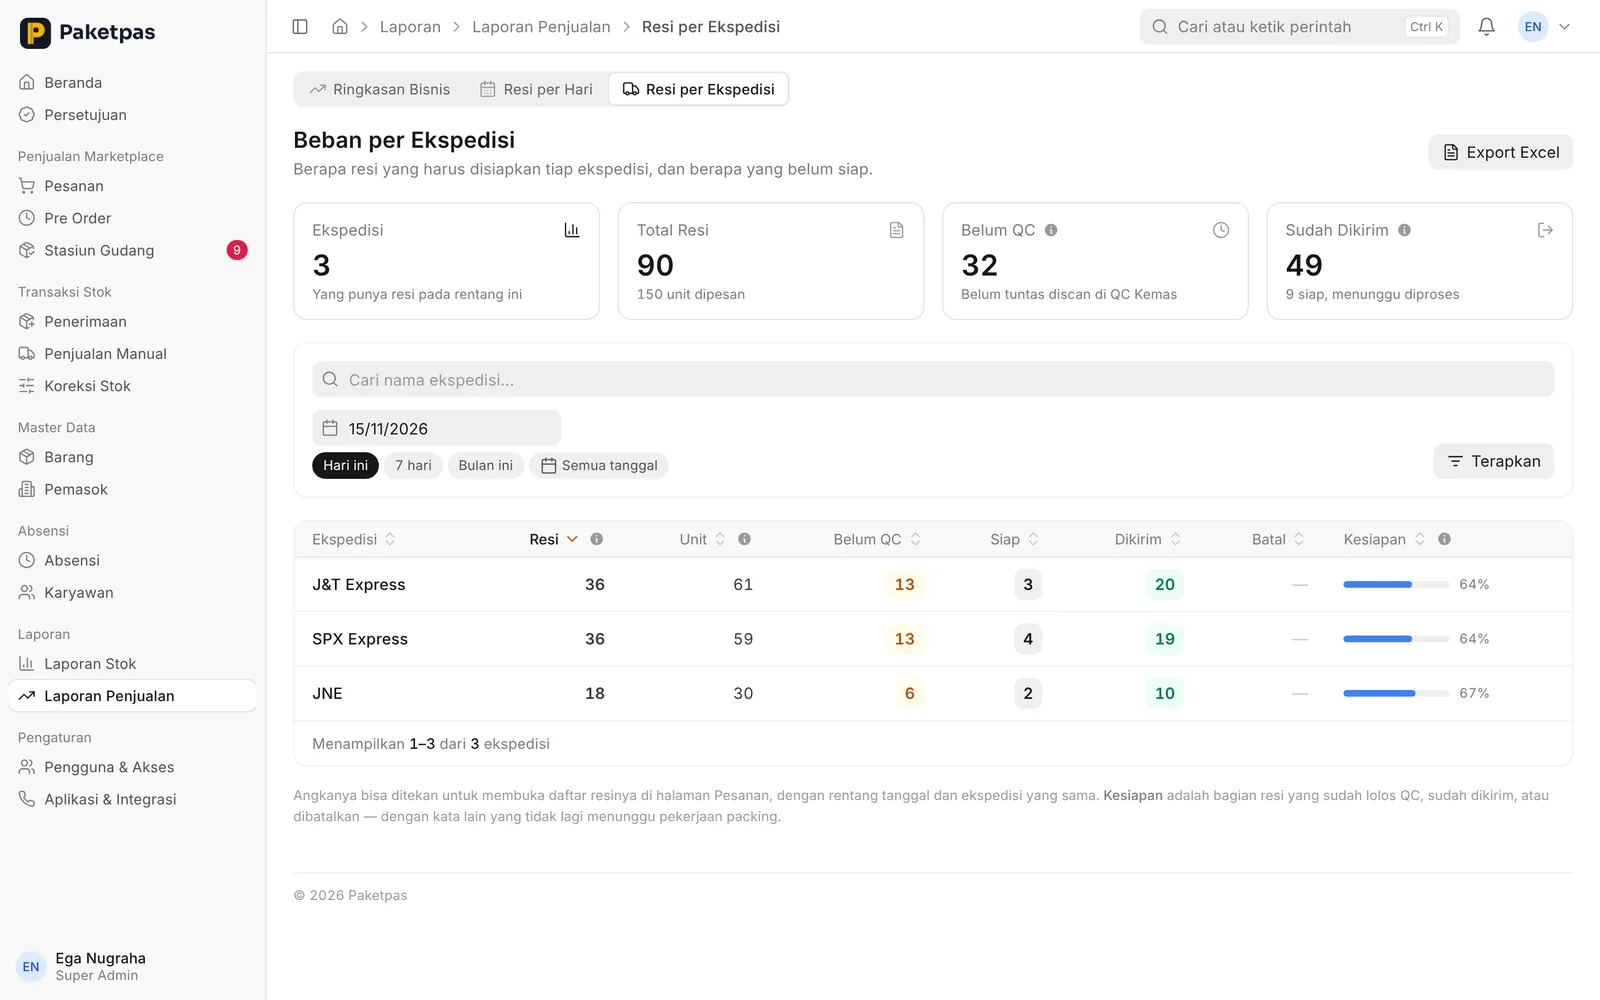 Paketpas
Beranda
Persetujuan
Penjualan Marketplace
Pesanan
Pre Order
Stasiun Gudang 9
Transaksi Stok
Penerimaan
Penjualan Manual
Koreksi Stok
Master Data
Barang
Pemasok
Absensi
Absensi
Karyawan
Laporan
Laporan Stok
Laporan Penjualan
Pengaturan
Pengguna & Akses
Aplikasi & Integrasi
EN Ega Nugraha
Super Admin
Laporan Laporan Penjualan Resi per Ekspedisi
Cari atau ketik perintah Ctrl K EN
Ringkasan Bisnis Resi per Hari Resi per Ekspedisi
Beban per Ekspedisi
Berapa resi yang harus disiapkan tiap ekspedisi, dan berapa yang belum siap.
Export Excel
Ekspedisi
3
Yang punya resi pada rentang ini
Total Resi
90
150 unit dipesan
Belum QC
32
Belum tuntas discan di QC Kemas
Sudah Dikirim
49
9 siap, menunggu diproses
Cari nama ekspedisi...
15/11/2026
Hari ini 7 hari Bulan ini Semua tanggal
Terapkan
Ekspedisi Resi Unit Belum QC Siap Dikirim Batal Kesiapan
J&T Express 36 61 13 3 20 — 64%
SPX Express 36 59 13 4 19 — 64%
JNE 18 30 6 2 10 — 67%
Menampilkan 1–3 dari 3 ekspedisi
Angkanya bisa ditekan untuk membuka daftar resinya di halaman Pesanan, dengan rentang tanggal dan ekspedisi yang sama. Kesiapan adalah bagian resi yang sudah lolos QC, sudah dikirim, atau
dibatalkan — dengan kata lain yang tidak lagi menunggu pekerjaan packing.
© 2026 Paketpas